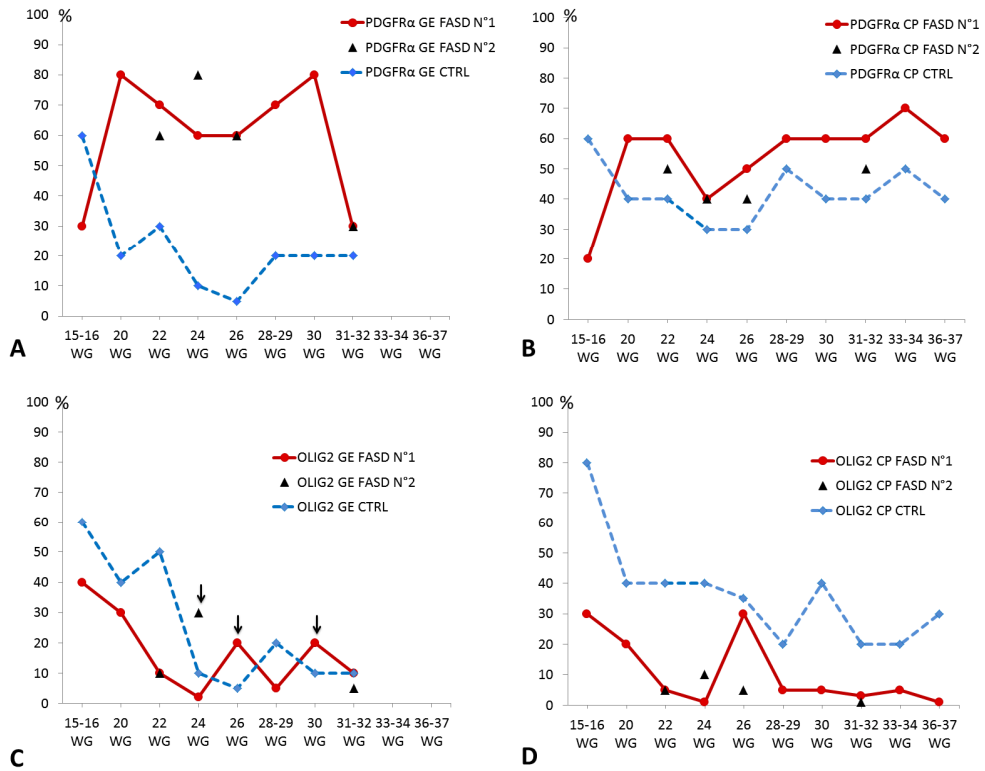 100 %
90
80
70
60
50
40
30
20
10
0
PDGFRα GE FASD N°1
PDGFRα GE FASD N°2
PDGFRα GE CTRL
15-16 20 22 24 26 28-29 30 31-32 33-34 36-37
WG WG WG WG WG WG WG WG WG WG
A
100 %
90
80
70
60
50
40
30
20
10
0
PDGFRα CP FASD N°1
PDGFRα CP FASD N°2
PDGFRα CP CTRL
15-16 20 22 24 26 28-29 30 31-32 33-34 36-37
WG WG WG WG WG WG WG WG WG WG
B
100 %
90
80
70
60
50
40
30
20
10
0
OLIG2 GE FASD N°1
OLIG2 GE FASD N°2
OLIG2 GE CTRL
15-16 20 22 24 26 28-29 30 31-32 33-34 36-37
WG WG WG WG WG WG WG WG WG WG
C
100 %
90
80
70
60
50
40
30
20
10
0
OLIG2 CP FASD N°1
OLIG2 CP FASD N°2
OLIG2 CP CTRL
15-16 20 22 24 26 28-29 30 31-32 33-34 36-37
WG WG WG WG WG WG WG WG WG WG
D